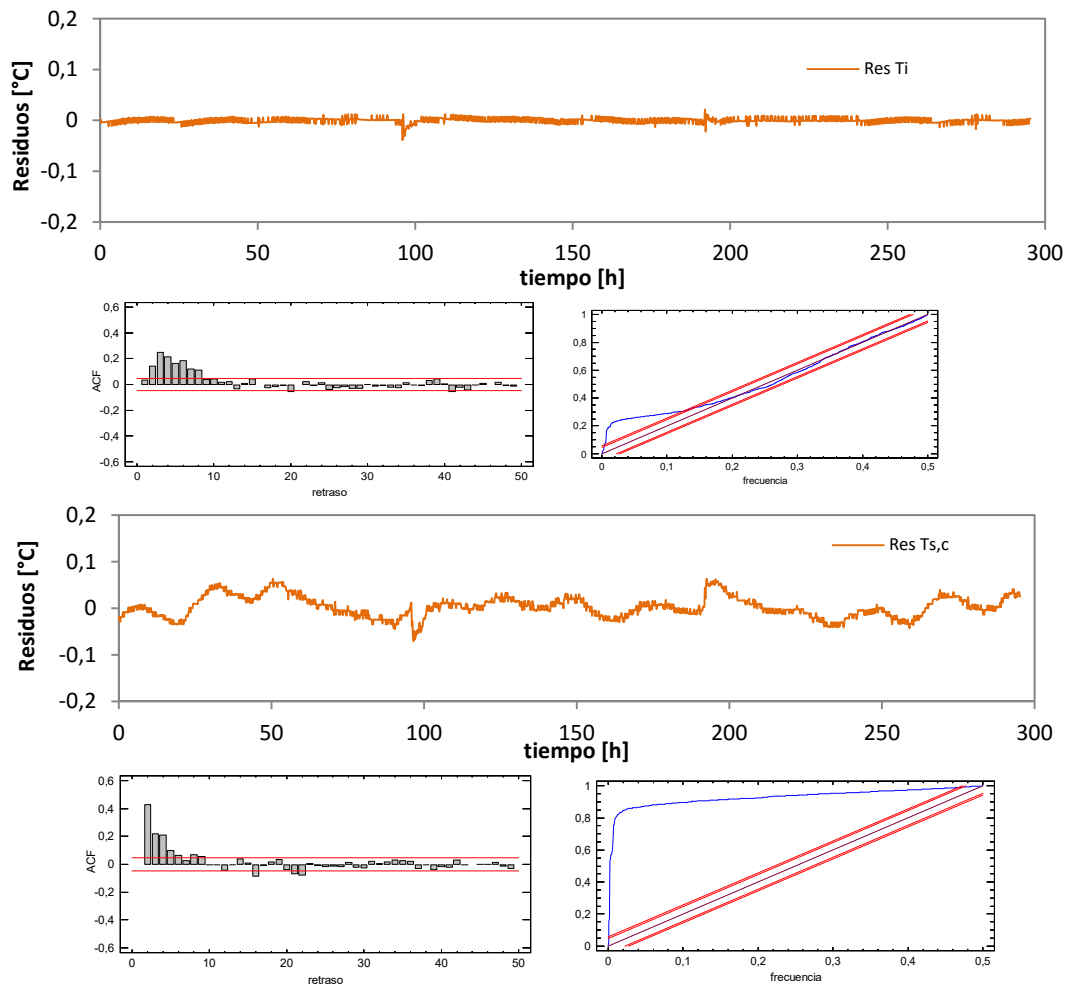 0,2
0,1
0
-0,1
-0,2
Residuos [°C]
Res Ti
0 50 100 150 200 250 300
tiempo [h]
0,6
0,4
0,2
0
-0,2
-0,4
-0,6
ACF
0 10 20 30 40 50
retraso
1
0,8
0,6
0,4
0,2
0
0 0,1 0,2 0,3 0,4 0,5
frecuencia
0,2
0,1
0
-0,1
-0,2
Residuos [°C]
Res Ts,c
0 50 100 150 200 250 300
tiempo [h]
0,6
0,4
0,2
0
-0,2
-0,4
-0,6
ACF
0 10 20 30 40 50
retraso
1
0,8
0,6
0,4
0,2
0
0 0,1 0,2 0,3 0,4 0,5
frecuencia